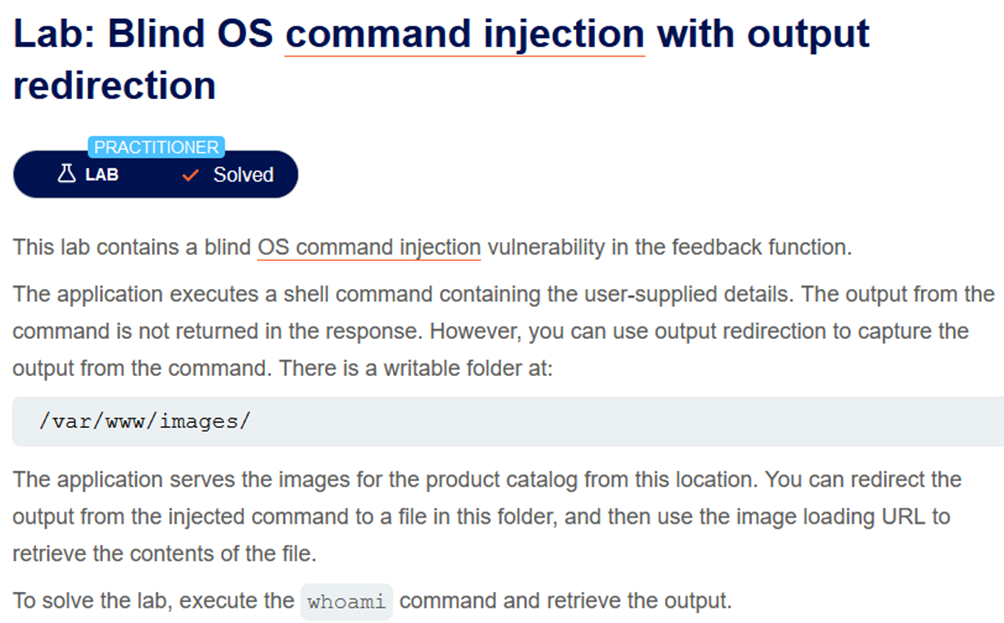 Lab: Blind OS command injection with output
redirection
PRACTITIONER
LAB Solved
This lab contains a blind OS command injection vulnerability in the feedback function.
The application executes a shell command containing the user-supplied details. The output from the
command is not returned in the response. However, you can use output redirection to capture the
output from the command. There is a writable folder at:
/var/www/images/
The application serves the images for the product catalog from this location. You can redirect the
output from the injected command to a file in this folder, and then use the image loading URL to
retrieve the contents of the file.
To solve the lab, execute the whoami command and retrieve the output.